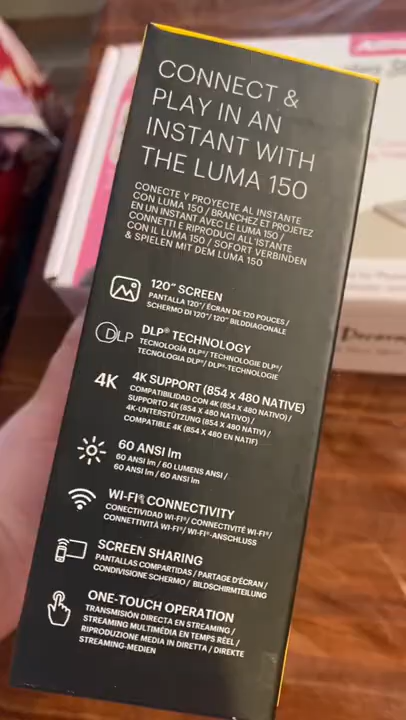 CONNECT &
PLAY IN AN
INSTANT WITH
THE LUMA 150
CONECTE Y PROYECTE AL INSTANTE
CON LUMA 150 / BRANCHEZ ET PROJETEZ
EN UN INSTANT AVEC LE LUMA 150 /
CONNETTI E RIPRODUCI ALL'ISTANTE
CON IL LUMA 150 / SOFORT VERBINDEN
& SPIELEN MIT DEM LUMA 150
120" SCREEN
PANTALLA 120"/ ÉCRAN DE 120 POUCES /
SCHERMO DI 120"/ 120" BILDDIAGONALE
DLP
DLP® TECHNOLOGY
TECNOLOGÍA DLP®/ TECHNOLOGIE DLP®/
TECNOLOGIA DLP®/ DLP®-TECHNOLOGIE
4K
4K SUPPORT (854 x 480 NATIVE)
COMPATIBILIDAD CON 4K (854 x 480 NATIVO) /
SUPPORTO 4K (854 x 480 NATIVO) /
4K-UNTERSTÜTZUNG (854 x 480 NATIV) /
COMPATIBLE 4K (854 X 480 EN NATIF)
60 ANSI lm
60 ANSI lm / 60 LUMENS ANSI /
60 ANSI lm / 60 ANSI lm
WI-FI® CONNECTIVITY
CONECTIVIDAD WI-FI®/ CONNECTIVITÉ WI-FI®/
CONNETTIVITÀ WI-FI®/ WI-FI®-ANSCHLUSS
SCREEN SHARING
PANTALLAS COMPARTIDAS / PARTAGE D'ÉCRAN /
CONDIVISIONE SCHERMO / BILDSCHIRMTEILUNG
ONE-TOUCH OPERATION
TRANSMISIÓN DIRECTA EN STREAMING /
STREAMING MULTIMÉDIA EN TEMPS RÉEL /
RIPRODUZIONE MEDIA IN DIRETTA / DIREKTE
STREAMING-MEDIEN